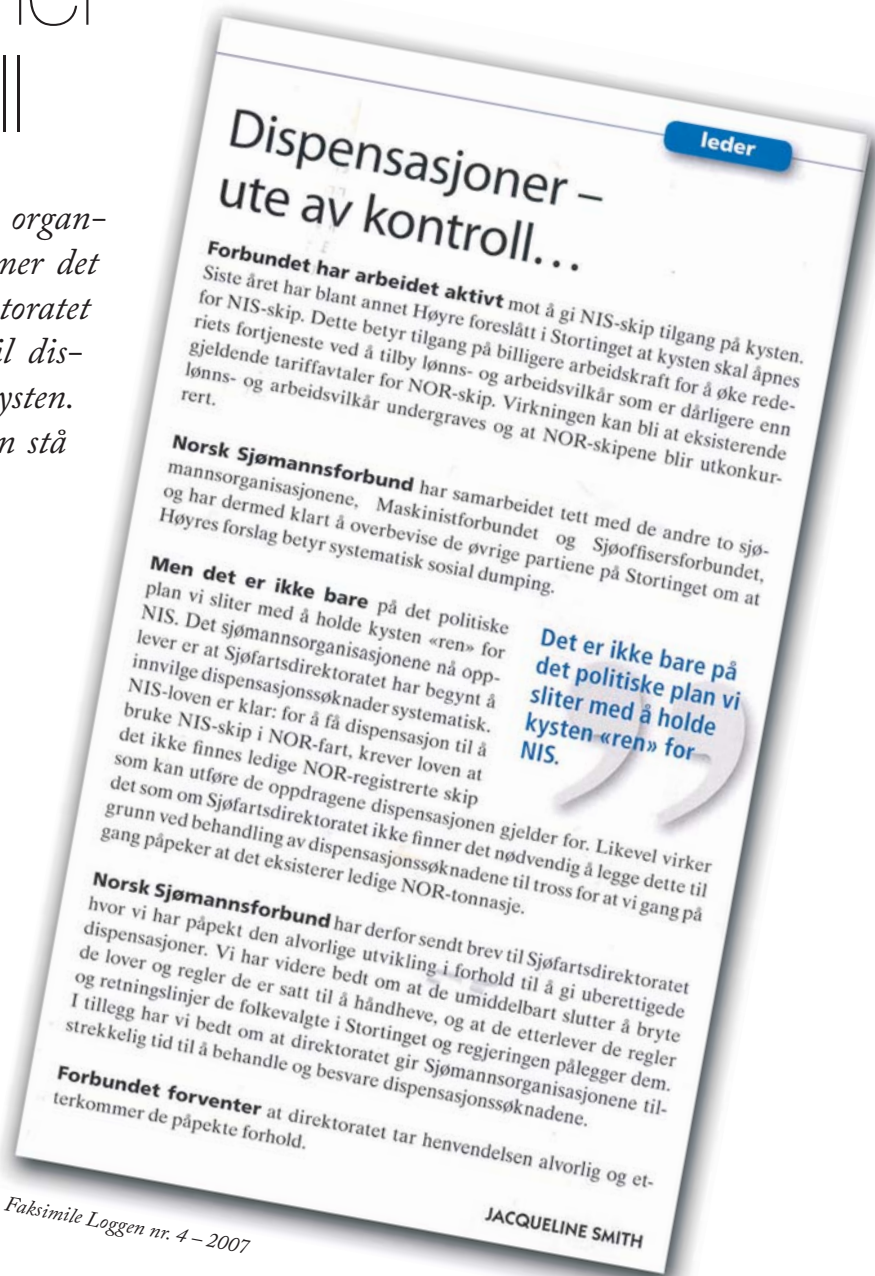 organ-
ner det
toratet
il dis-
ysten.
n stå
leder
Dispensasjoner –
ute av kontroll…
Forbundet har arbeidet aktivt mot å gi NIS-skip tilgang på kysten.
Siste året har blant annet Høyre foreslått i Stortinget at kysten skal åpnes
for NIS-skip. Dette betyr tilgang på billigere arbeidskraft for å øke rede-
riets fortjeneste ved å tilby lønns- og arbeidsvilkår som er dårligere enn
gjeldende tariffavtaler for NOR-skip. Virkningen kan bli at eksisterende
lønns- og arbeidsvilkår undergraves og at NOR-skipene blir utkonkur-
rert.
Norsk Sjømannsforbund har samarbeidet tett med de andre to sjø-
mannsorganisasjonene, Maskinistforbundet og Sjøoffisersforbundet,
og har dermed klart å overbevise de øvrige partiene på Stortinget om at
Høyres forslag betyr systematisk sosial dumping.
Men det er ikke bare på det politiske
plan vi sliter med å holde kysten «ren» for
NIS. Det sjømannsorganisasjonene nå opp-
lever er at Sjøfartsdirektoratet har begynt å
innvilge dispensasjonssøknader systematisk.
NIS-loven er klar: for å få dispensasjon til å
bruke NIS-skip i NOR-fart, krever loven at
det ikke finnes ledige NOR-registrerte skip
som kan utføre de oppdragene dispensasjonen gjelder for. Likevel virker
det som om Sjøfartsdirektoratet ikke finner det nødvendig å legge dette til
grunn ved behandling av dispensasjonssøknadene til tross for at vi gang på
gang påpeker at det eksisterer ledige NOR-tonnasje.
Det er ikke bare på
det politiske plan vi
sliter med å holde
kysten «ren» for
NIS.
Norsk Sjømannsforbund har derfor sendt brev til Sjøfartsdirektoratet
hvor vi har påpekt den alvorlige utvikling i forhold til å gi uberettigede
dispensasjoner. Vi har videre bedt om at de umiddelbart slutter å bryte
de lover og regler de er satt til å håndheve, og at de etterlever de regler
og retningslinjer de folkevalgte i Stortinget og regjeringen pålegger dem.
I tillegg har vi bedt om at direktoratet gir Sjømannsorganisasjonene til-
strekkelig tid til å behandle og besvare dispensasjonssøknadene.
Forbundet forventer at direktoratet tar henvendelsen alvorlig og et-
terkommer de påpekte forhold.
JACQUELINE SMITH
Faksimile Loggen nr. 4 – 2007